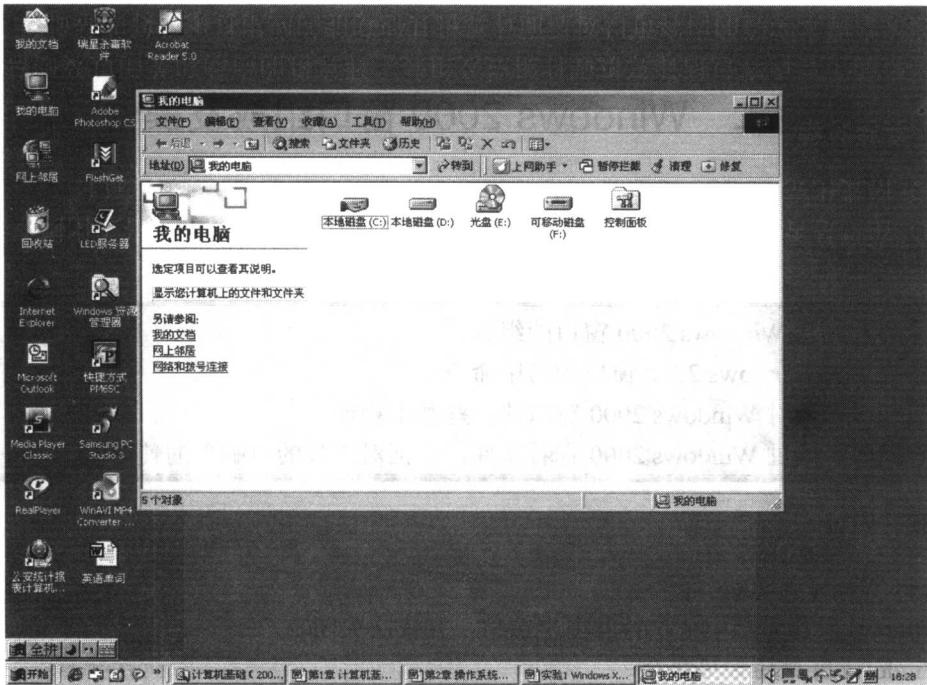 我的文档
瑞星杀毒软件
Acrobat Reader 5.0
我的电脑
Adobe Photoshop CS
网上邻居
FlashGet
回收站
LED服务器
Internet Explorer
Windows 资源管理器
Microsoft Outlook
快捷方式 PM65C
Media Player Classic
Samsung PC Studio 3
RealPlayer
WinAVI MP4 Converter ...
公安统计报表计算机...
英语单词
我的电脑
文件(F) 编辑(E) 查看(V) 收藏(A) 工具(T) 帮助(H)
后退 搜索 文件夹 历史
地址(D) 我的电脑 转到 上网助手 暂停拦截 清理 修复
本地磁盘 (C:) 本地磁盘 (D:) 光盘 (E:) 可移动磁盘 (F:) 控制面板
我的电脑
选定项目可以查看其说明。
显示您计算机上的文件和文件夹
另请参阅:
我的文档
网上邻居
网络和拨号连接
5 个对象 我的电脑
全拼
开始 计算机基础(200... 第1章 计算机基... 第2章 操作系统... 实验1 Windows X... 我的电脑 18:28